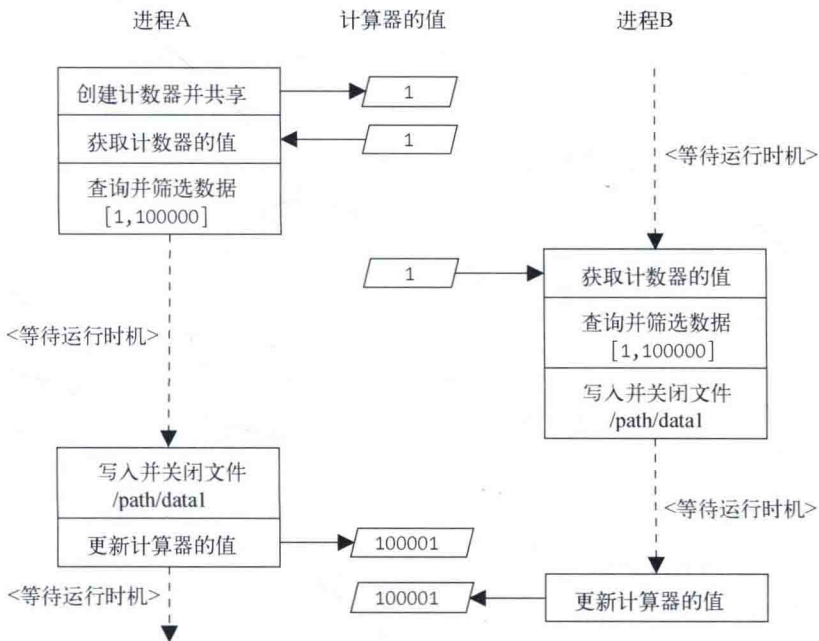 进程A
计算器的值
进程B
创建计数器并共享
1
获取计数器的值
1
<等待运行时机>
查询并筛选数据
[1,100000]
1
获取计数器的值
<等待运行时机>
查询并筛选数据
[1,100000]
写入并关闭文件
/path/data1
写入并关闭文件
/path/data1
<等待运行时机>
更新计算器的值
100001
<等待运行时机>
100001
更新计算器的值